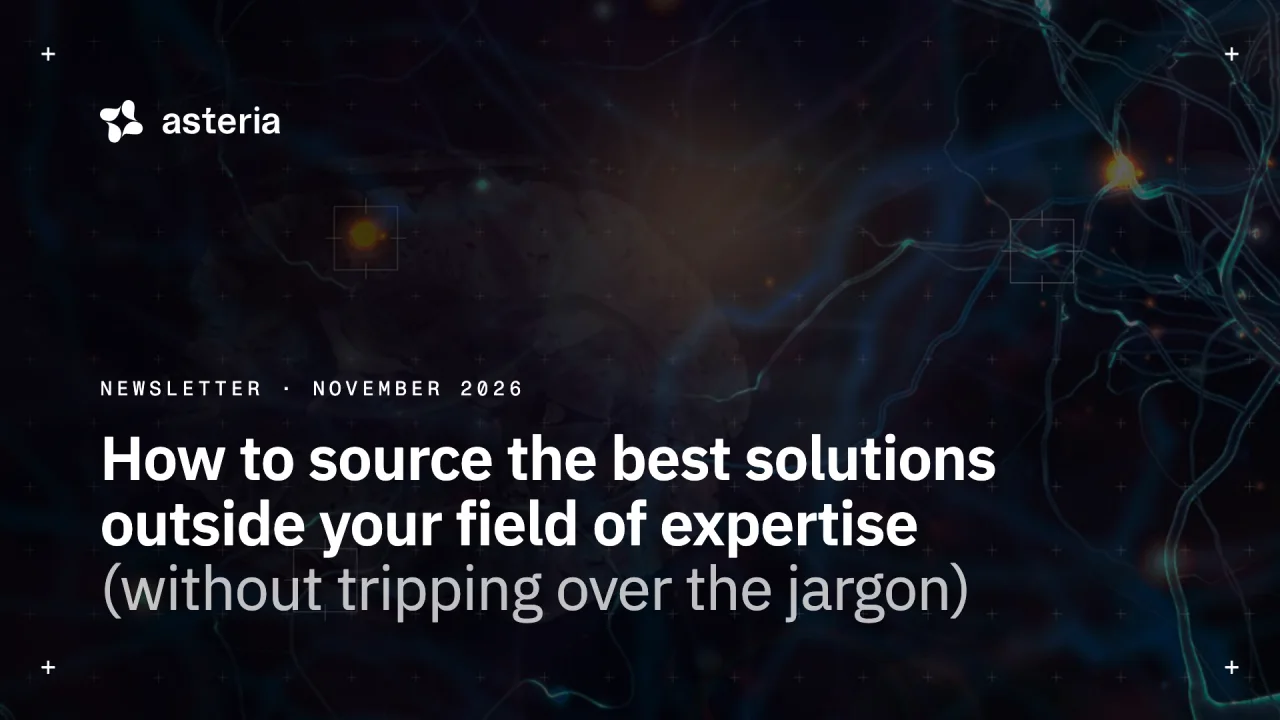 asteria
NEWSLETTER · NOVEMBER 2026
How to source the best solutions
outside your field of expertise
(without tripping over the jargon)